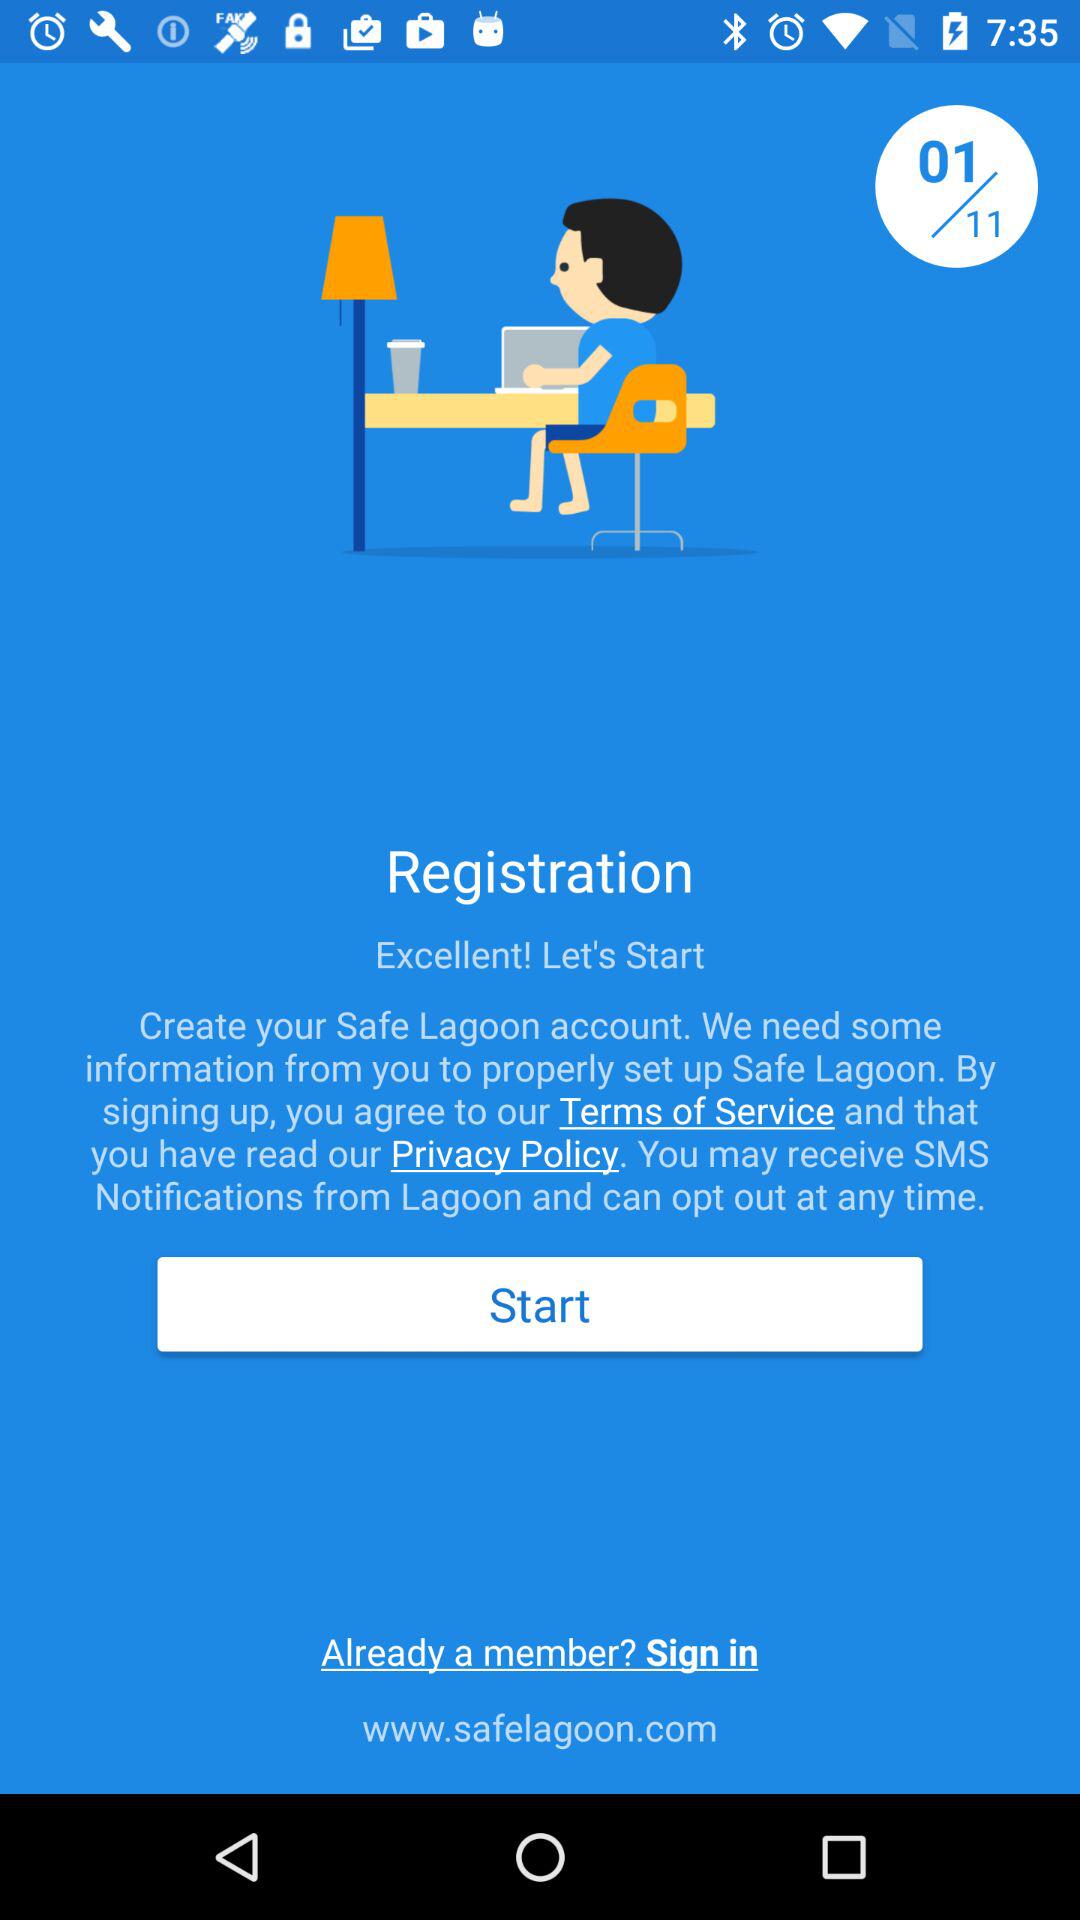 FAKE
7:35
01
11
Registration
Excellent! Let's Start
Create your Safe Lagoon account. We need some
information from you to properly set up Safe Lagoon. By
signing up, you agree to our Terms of Service and that
you have read our Privacy Policy. You may receive SMS
Notifications from Lagoon and can opt out at any time.
Start
Already a member? Sign in
www.safelagoon.com